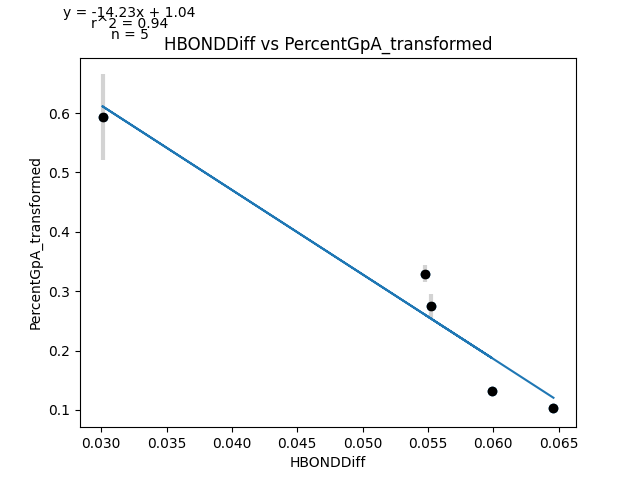 y = -14.23x + 1.04
r^2 = 0.94
n = 5
HBONDDiff vs PercentGpA_transformed
PercentGpA_transformed
0.6
0.5
0.4
0.3
0.2
0.1
0.030 0.035 0.040 0.045 0.050 0.055 0.060 0.065
HBONDDiff